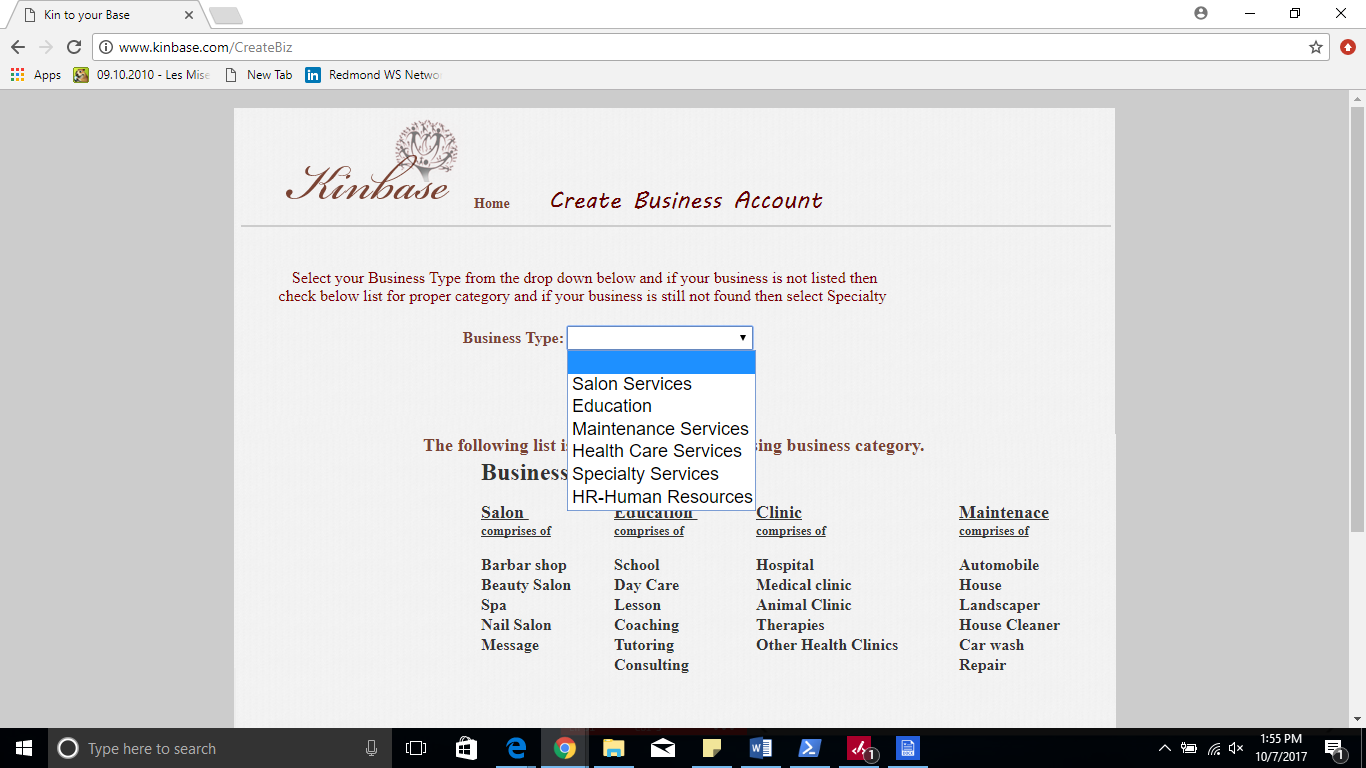 Kin to your Base
www.kinbase.com/CreateBiz
Apps 09.10.2010 - Les Mise New Tab Redmond WS Netwo
Kinbase Home Create Business Account
Select your Business Type from the drop down below and if your business is not listed then
check below list for proper category and if your business is still not found then select Specialty
Business Type:
Salon Services
Education
Maintenance Services
Health Care Services
Specialty Services
HR-Human Resources
The following list is sing business category.
Business
Salon Education Clinic Maintenace
comprises of comprises of comprises of comprises of
Barbar shop School Hospital Automobile
Beauty Salon Day Care Medical clinic House
Spa Lesson Animal Clinic Landscaper
Nail Salon Coaching Therapies House Cleaner
Message Tutoring Other Health Clinics Car wash
Consulting Repair
Type here to search
1:55 PM
10/7/2017
1
1